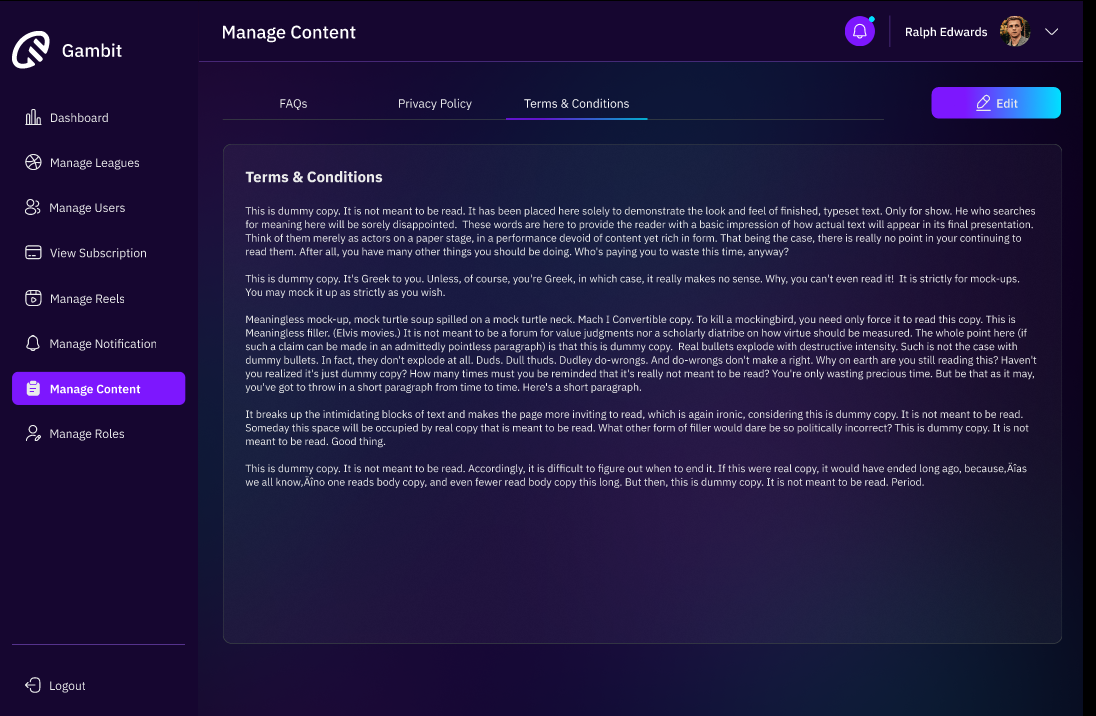 Gambit
Dashboard
Manage Leagues
Manage Users
View Subscription
Manage Reels
Manage Notification
Manage Content
Manage Roles
Logout
Manage Content
Ralph Edwards
FAQs
Privacy Policy
Terms & Conditions
Edit
Terms & Conditions
This is dummy copy. It is not meant to be read. It has been placed here solely to demonstrate the look and feel of finished, typeset text. Only for show. He who searches
for meaning here will be sorely disappointed.  These words are here to provide the reader with a basic impression of how actual text will appear in its final presentation.
Think of them merely as actors on a paper stage, in a performance devoid of content yet rich in form. That being the case, there is really no point in your continuing to
read them. After all, you have many other things you should be doing. Who's paying you to waste this time, anyway?
This is dummy copy. It's Greek to you. Unless, of course, you're Greek, in which case, it really makes no sense. Why, you can't even read it!  It is strictly for mock-ups.
You may mock it up as strictly as you wish.
Meaningless mock-up, mock turtle soup spilled on a mock turtle neck. Mach I Convertible copy. To kill a mockingbird, you need only force it to read this copy. This is
Meaningless filler. (Elvis movies.) It is not meant to be a forum for value judgments nor a scholarly diatribe on how virtue should be measured. The whole point here (if
such a claim can be made in an admittedly pointless paragraph) is that this is dummy copy.  Real bullets explode with destructive intensity. Such is not the case with
dummy bullets. In fact, they don't explode at all. Duds. Dull thuds. Dudley do-wrongs. And do-wrongs don't make a right. Why on earth are you still reading this? Haven't
you realized it's just dummy copy? How many times must you be reminded that it's really not meant to be read? You're only wasting precious time. But be that as it may,
you've got to throw in a short paragraph from time to time. Here's a short paragraph.
It breaks up the intimidating blocks of text and makes the page more inviting to read, which is again ironic, considering this is dummy copy. It is not meant to be read.
Someday this space will be occupied by real copy that is meant to be read. What other form of filler would dare be so politically incorrect? This is dummy copy. It is not
meant to be read. Good thing.
This is dummy copy. It is not meant to be read. Accordingly, it is difficult to figure out when to end it. If this were real copy, it would have ended long ago, because‚Äîas
we all know‚Äîno one reads body copy, and even fewer read body copy this long. But then, this is dummy copy. It is not meant to be read. Period.